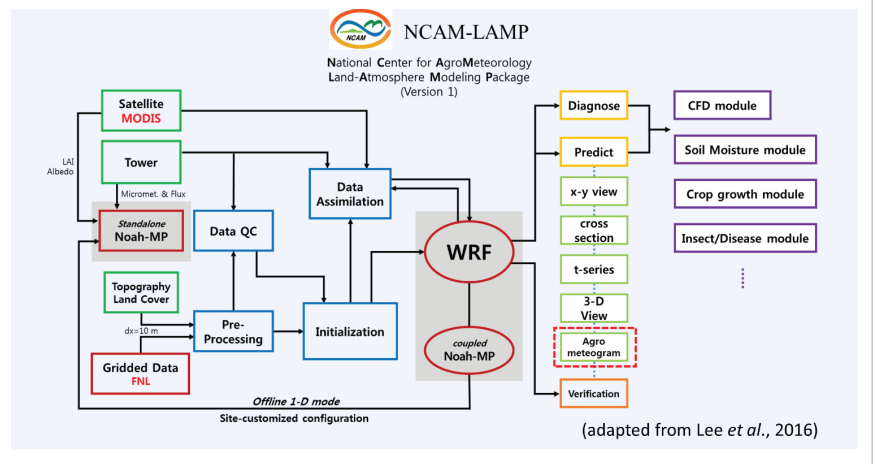 NCAM
NCAM-LAMP
National Center for AgroMeteorology
Land-Atmosphere Modeling Package
(Version 1)
Satellite
MODIS
Tower
LAI
Albedo
Micromet. & Flux
Standalone
Noah-MP
Data QC
Data
Assimilation
Topography
Land Cover
dx=10 m
Pre-
Processing
Initialization
Gridded Data
FNL
WRF
coupled
Noah-MP
Offline 1-D mode
Site-customized configuration
Diagnose
Predict
x-y view
cross
section
t-series
3-D
View
Agro
meteogram
Verification
CFD module
Soil Moisture module
Crop growth module
Insect/Disease module
(adapted from Lee et al., 2016)